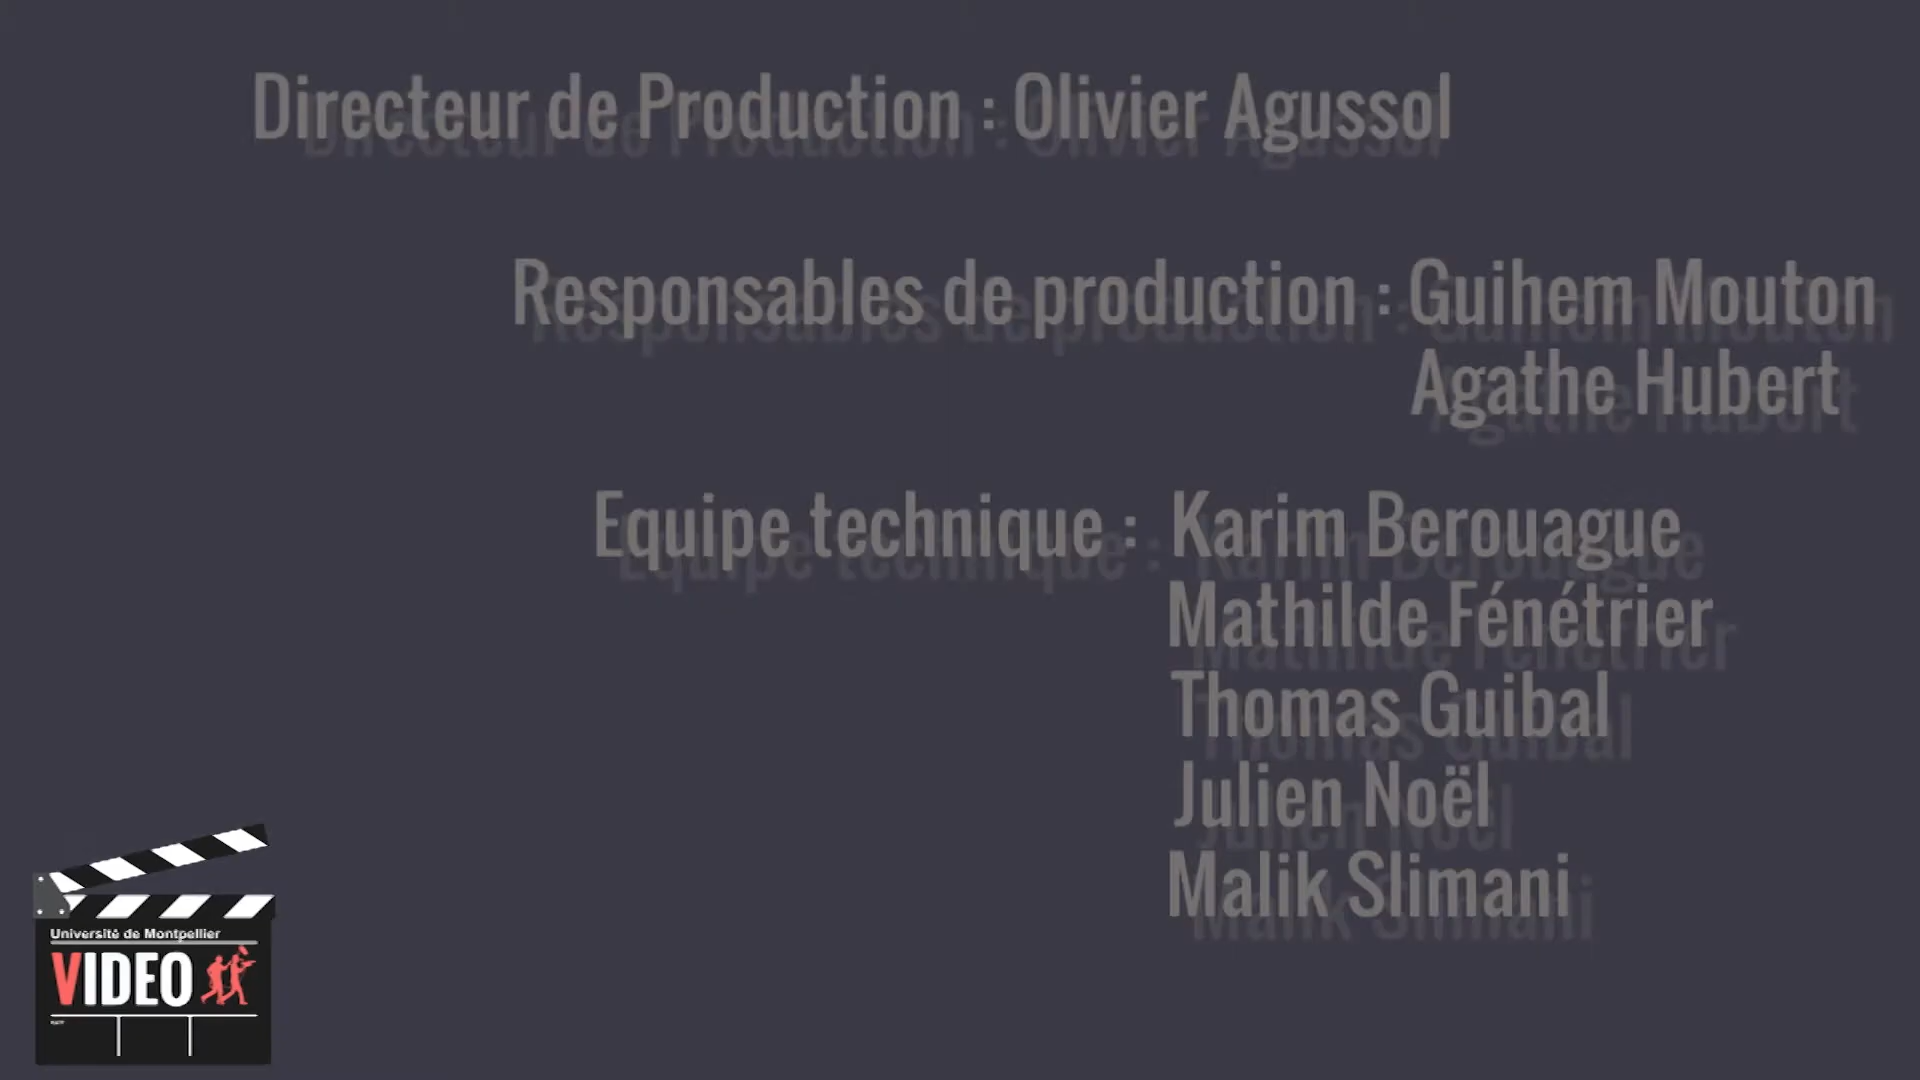 Directeur de Production : Olivier Agussol
Responsables de production : Guihem Mouton
Agathe Hubert
Equipe technique : Karim Berouague
Mathilde Fénétrier
Thomas Guibal
Julien Noël
Malik Slimani
Université de Montpellier
VIDEO